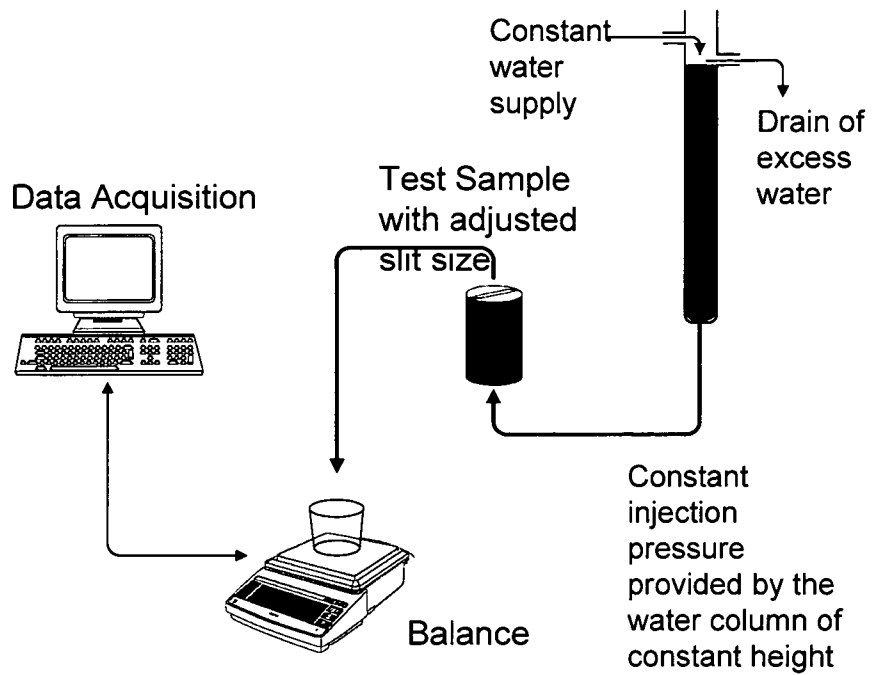 Constant
water
supply
Drain of
excess
water
Test Sample
with adjusted
slit size
Data Acquisition
Constant
injection
pressure
provided by the
water column of
constant height
Balance